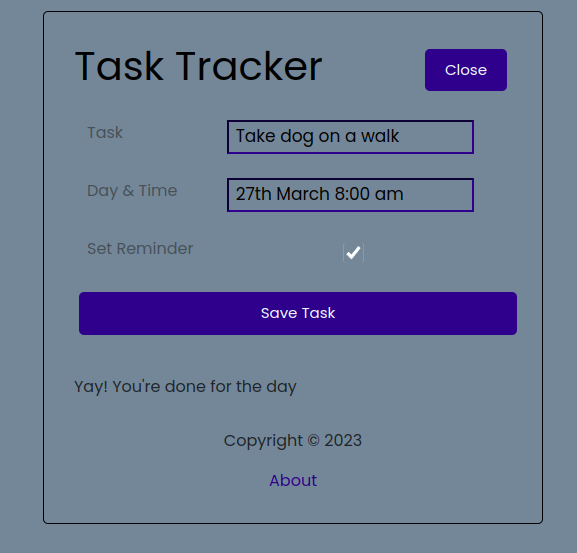 Task Tracker
Close
Task
Take dog on a walk
Day & Time
27th March 8:00 am
Set Reminder
Save Task
Yay! You're done for the day
Copyright © 2023
About